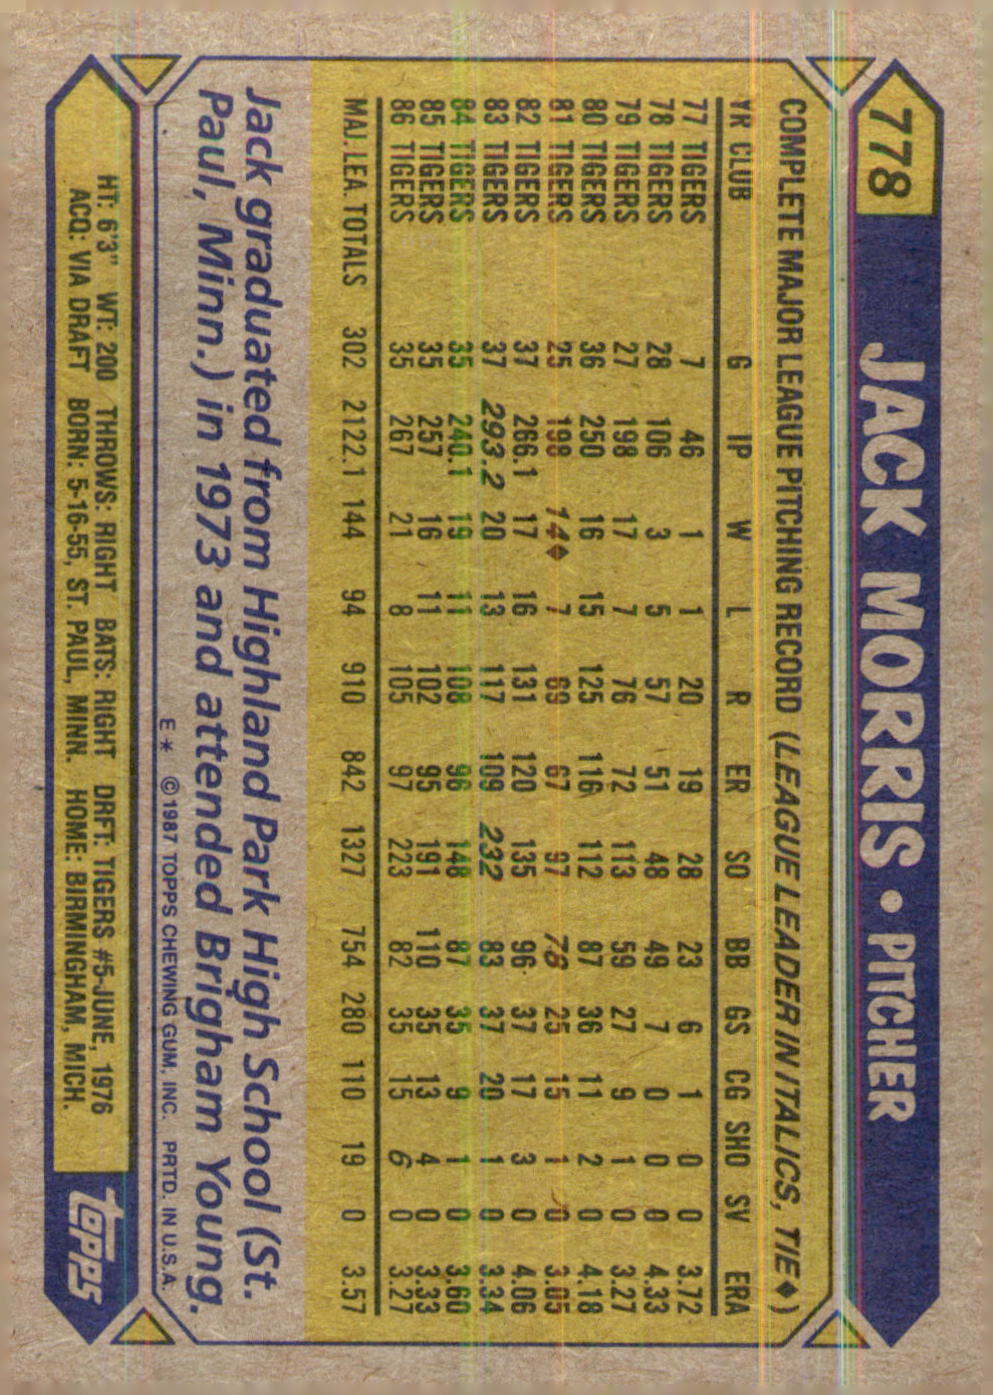 778 JACK MORRIS • PITCHER
COMPLETE MAJOR LEAGUE PITCHING RECORD (LEAGUE LEADER IN ITALICS, TIE♦)
YR CLUB G IP W L R ER SO BB GS CG SHO SV ERA
77 TIGERS 7 46 1 1 20 19 28 23 6 1 0 0 3.72
78 TIGERS 28 106 3 5 57 51 48 49 7 0 0 0 4.33
79 TIGERS 27 198 17 7 76 72 113 59 27 9 1 0 3.27
80 TIGERS 36 250 16 15 125 116 112 87 36 11 2 0 4.18
81 TIGERS 25 198 14♦ 7 69 67 97 78 25 15 1 0 3.05
82 TIGERS 37 266.1 17 16 131 120 135 96 37 17 3 0 4.06
83 TIGERS 37 293.2 20 13 117 109 232 83 37 20 1 0 3.34
84 TIGERS 35 240.1 19 11 108 96 148 87 35 9 1 0 3.60
85 TIGERS 35 257 16 11 102 95 191 110 35 13 4 0 3.33
86 TIGERS 35 267 21 8 105 97 223 82 35 15 6 0 3.27
MAJ. LEA. TOTALS 302 2122.1 144 94 910 842 1327 754 280 110 19 0 3.57
Jack graduated from Highland Park High School (St.
Paul, Minn.) in 1973 and attended Brigham Young.
E* ©1987 TOPPS CHEWING GUM, INC. PRTD. IN U.S.A.
HT: 6'3" WT: 200 THROWS: RIGHT BATS: RIGHT DRFT: TIGERS #5-JUNE, 1976
ACQ: VIA DRAFT BORN: 5-16-55, ST. PAUL, MINN. HOME: BIRMINGHAM, MICH.
topps